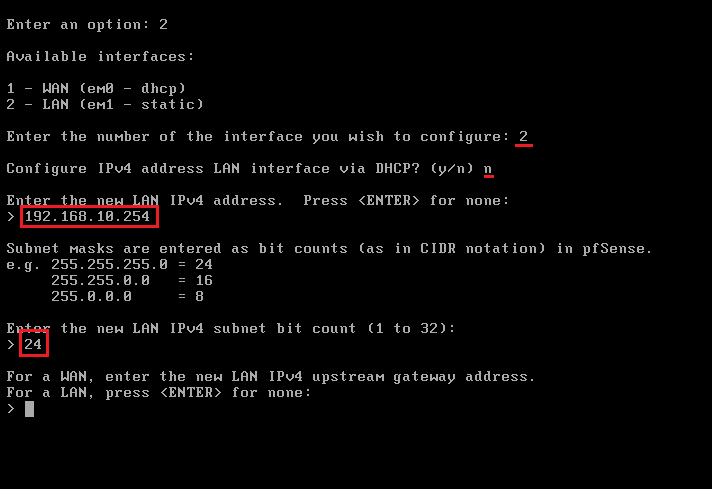 Enter an option: 2
Available interfaces:
1 - WAN (em0 - dhcp)
2 - LAN (em1 - static)
Enter the number of the interface you wish to configure: 2
Configure IPv4 address LAN interface via DHCP? (y/n) n
Enter the new LAN IPv4 address.  Press <ENTER> for none:
> 192.168.10.254
Subnet masks are entered as bit counts (as in CIDR notation) in pfSense.
e.g. 255.255.255.0 = 24
     255.255.0.0   = 16
     255.0.0.0     = 8
Enter the new LAN IPv4 subnet bit count (1 to 32):
> 24
For a WAN, enter the new LAN IPv4 upstream gateway address.
For a LAN, press <ENTER> for none:
>